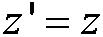 z' = z